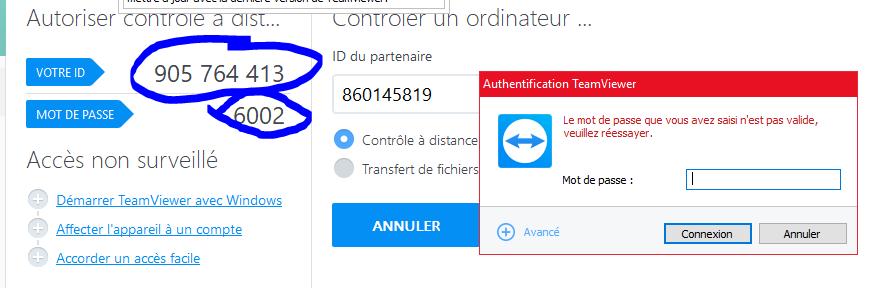 mettre à jour avec la dernière version de TeamViewer.
Autoriser contrôle à dist...
VOTRE ID
905 764 413
MOT DE PASSE
6002
Accès non surveillé
Démarrer TeamViewer avec Windows
Affecter l'appareil à un compte
Accorder un accès facile
Contrôler un ordinateur ...
ID du partenaire
860145819
Contrôle à distance
Transfert de fichiers
ANNULER
Authentification TeamViewer
Le mot de passe que vous avez saisi n'est pas valide,
veuillez réessayer.
Mot de passe :
Avancé
Connexion
Annuler